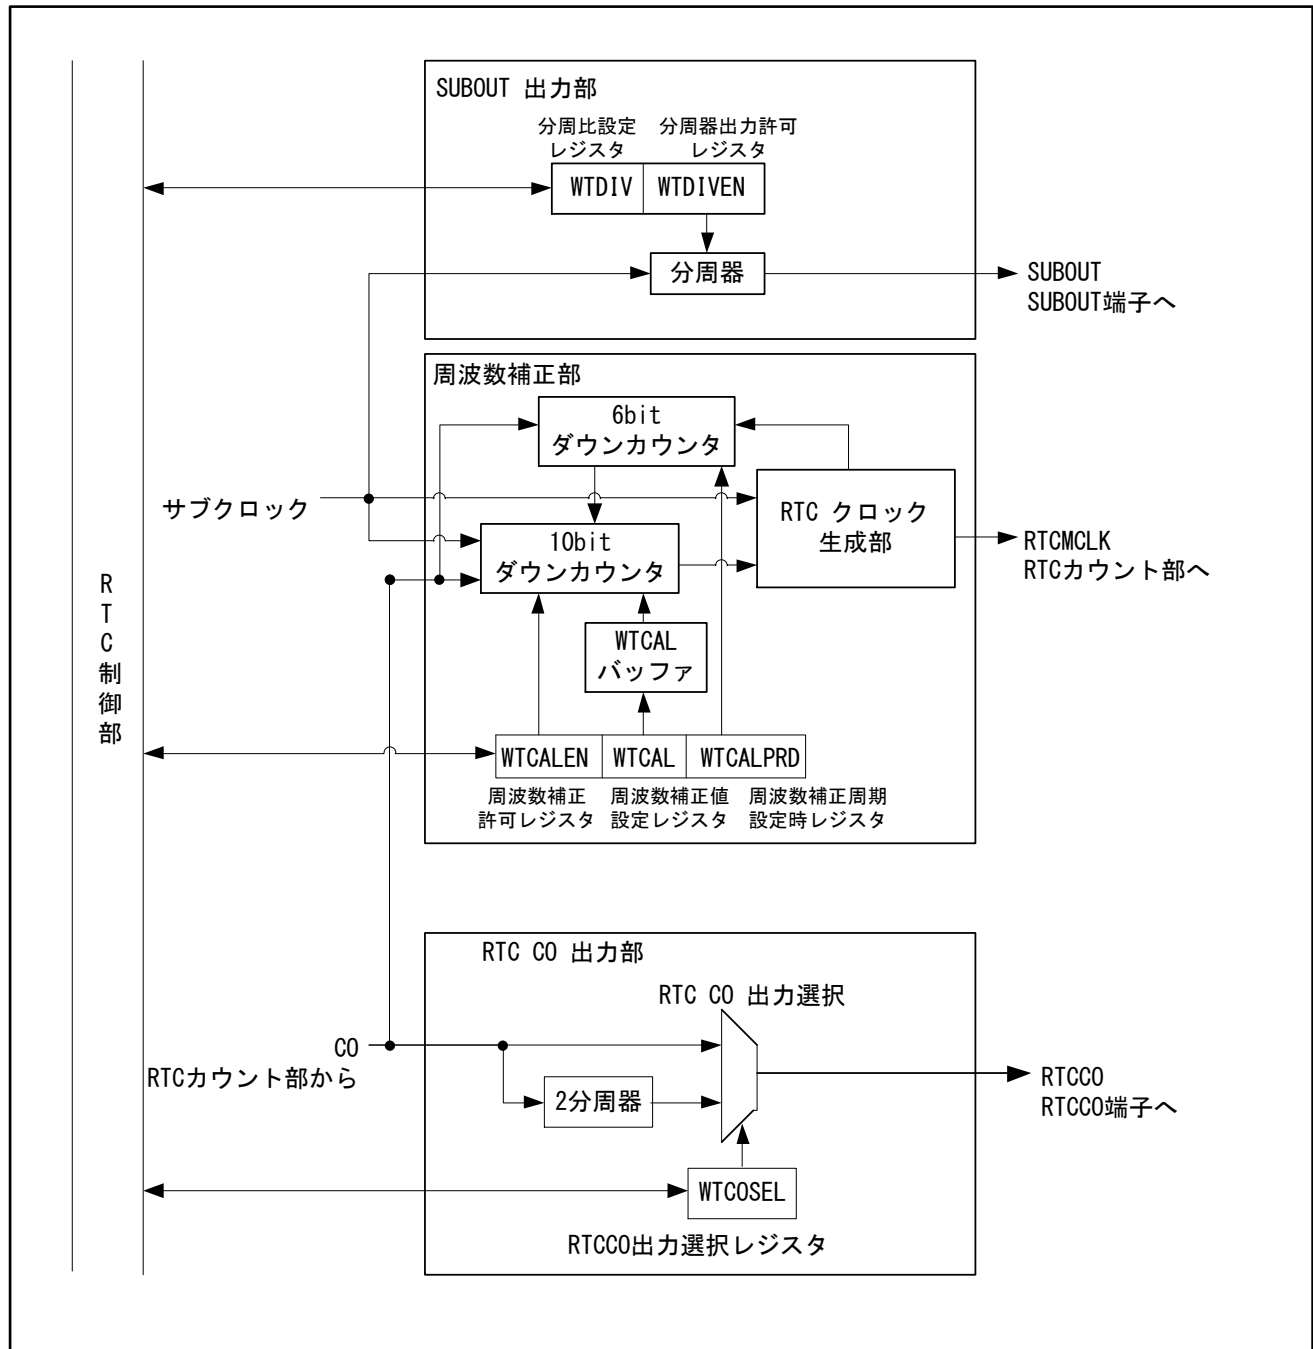 SUBOUT 出力部
分周比設定
レジスタ
分周器出力許可
レジスタ
WTDIV
WTDIVEN
分周器
SUBOUT
SUBOUT端子へ
周波数補正部
6bit
ダウンカウンタ
サブクロック
10bit
ダウンカウンタ
RTC クロック
生成部
RTCMCLK
RTCカウント部へ
RTC制御部
WTCAL
バッファ
WTCALEN
WTCAL
WTCALPRD
周波数補正
許可レジスタ
周波数補正値
設定レジスタ
周波数補正周期
設定時レジスタ
RTC CO 出力部
RTC CO 出力選択
CO
RTCカウント部から
2分周器
RTCCO
RTCCO端子へ
WTCOSEL
RTCCO出力選択レジスタ